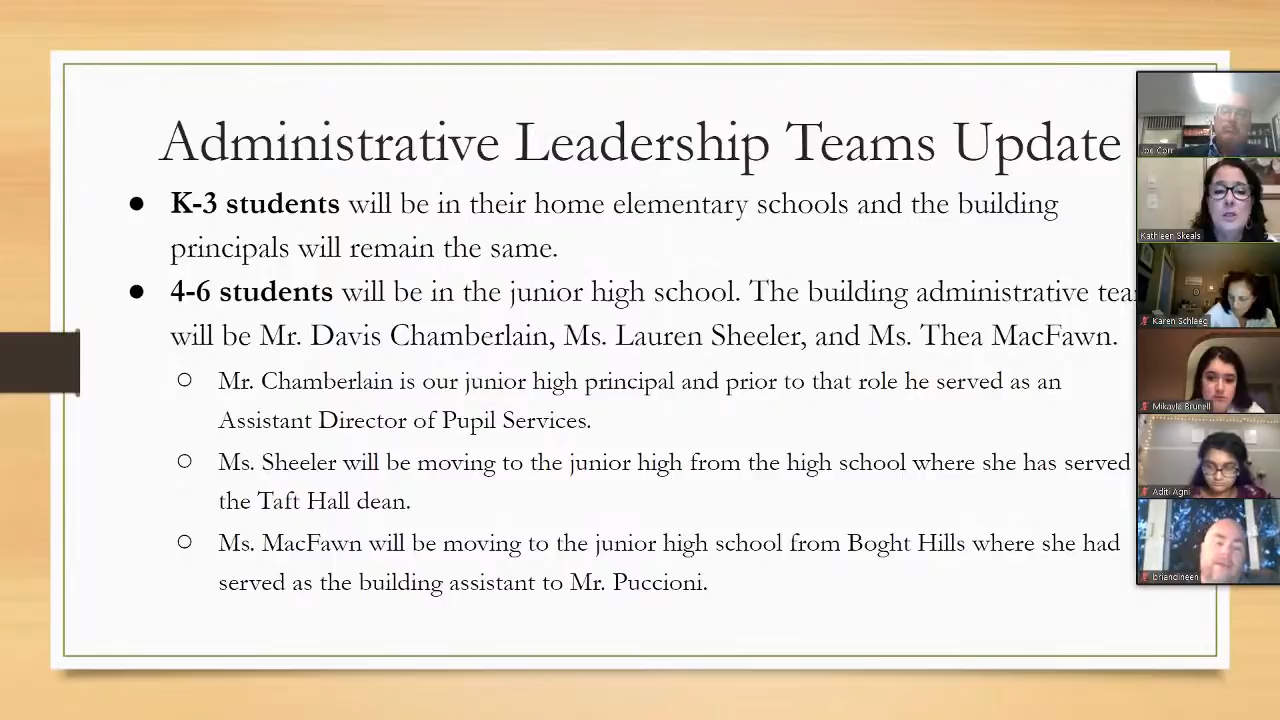 Administrative Leadership Teams Update
● K-3 students will be in their home elementary schools and the building
principals will remain the same.
● 4-6 students will be in the junior high school. The building administrative tea
will be Mr. Davis Chamberlain, Ms. Lauren Sheeler, and Ms. Thea MacFawn.
○ Mr. Chamberlain is our junior high principal and prior to that role he served as an
Assistant Director of Pupil Services.
○ Ms. Sheeler will be moving to the junior high from the high school where she has served
the Taft Hall dean.
○ Ms. MacFawn will be moving to the junior high school from Boght Hills where she had
served as the building assistant to Mr. Puccioni.
Joe Corr
Kathleen Skeals
Karen Schlaeg
Mikayla Brunell
Aditi Agni
briandineen